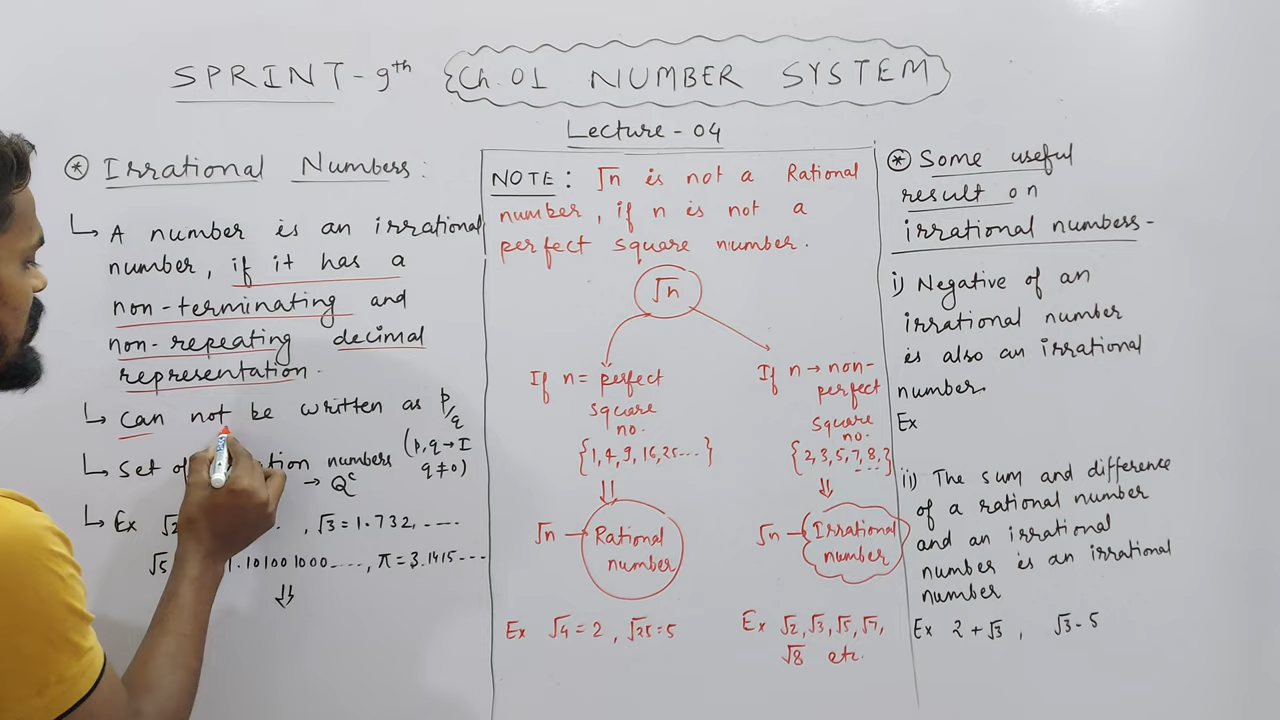 SPRINT-9th Ch. 01 NUMBER SYSTEM
Lecture - 04
* Irrational Numbers:
↳ A number is an irrational
number, if it has a
non-terminating and
non-repeating decimal
representation.
↳ Can not be written as p/q
(p, q → I
q ≠ 0)
↳ Set of numbers
→ Qᶜ
↳ Ex , √3 = 1.732, .....
√5 1.101001000....., π = 3.1415---
⇓
NOTE: √n is not a Rational
number, if n is not a
perfect square number.
√n
If n = perfect
square
no.
{1, 4, 9, 16, 25...}
⇓
√n → Rational
number
Ex √4 = 2, √25 = 5
If n → non-
perfect
square
no.
{2, 3, 5, 7, 8, ...}
⇓
√n → Irrational
number
Ex √2, √3, √5, √7,
√8 etc.
* Some useful
result on
irrational numbers-
i) Negative of an
irrational number
is also an irrational
number.
Ex
ii) The sum and difference
of a rational number
and an irrational
number is an irrational
number
Ex 2 + √3 , √3 - 5